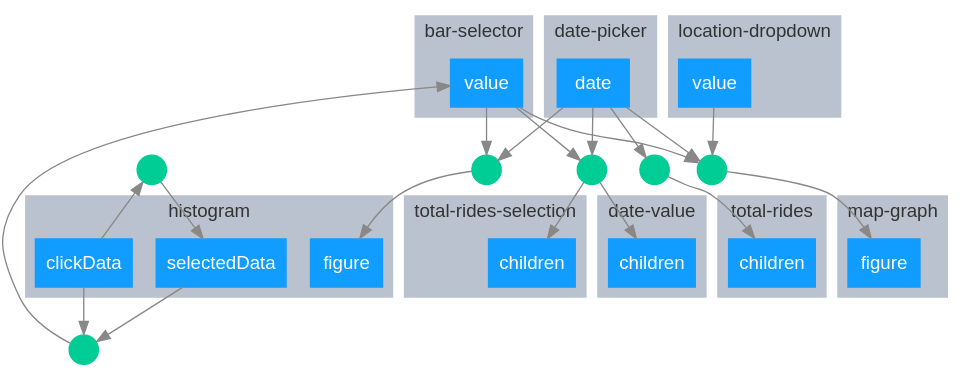 bar-selector
date-picker
location-dropdown
value
date
value
histogram
total-rides-selection
date-value
total-rides
map-graph
clickData
selectedData
figure
children
children
children
figure